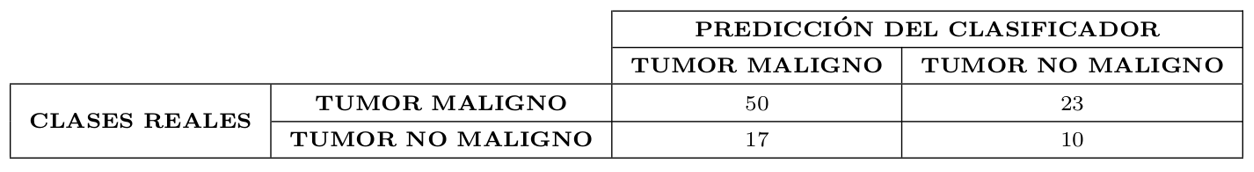 PREDICCIÓN DEL CLASIFICADOR
TUMOR MALIGNO TUMOR NO MALIGNO
CLASES REALES
TUMOR MALIGNO 50 23
TUMOR NO MALIGNO 17 10